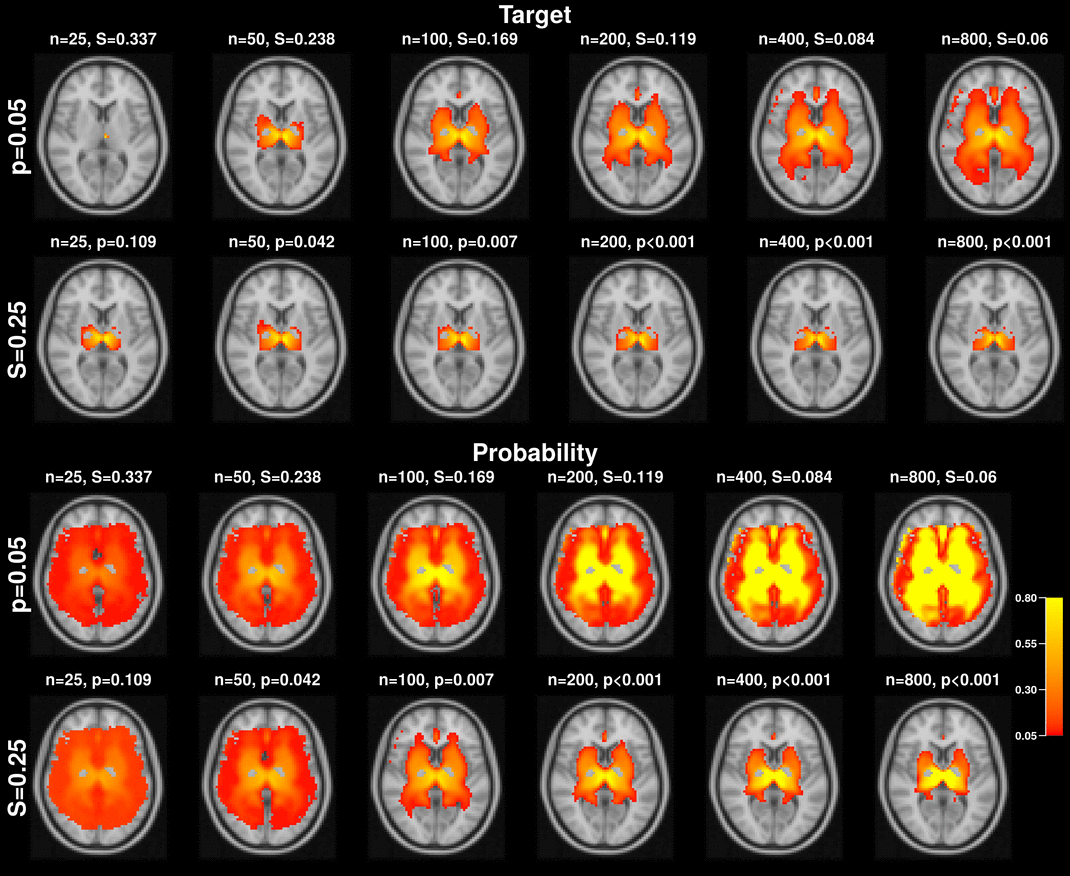 Target
n=25, S=0.337 n=50, S=0.238 n=100, S=0.169 n=200, S=0.119 n=400, S=0.084 n=800, S=0.06
p=0.05
n=25, p=0.109 n=50, p=0.042 n=100, p=0.007 n=200, p<0.001 n=400, p<0.001 n=800, p<0.001
S=0.25
Probability
n=25, S=0.337 n=50, S=0.238 n=100, S=0.169 n=200, S=0.119 n=400, S=0.084 n=800, S=0.06
p=0.05
0.80
0.55
0.30
0.05
n=25, p=0.109 n=50, p=0.042 n=100, p=0.007 n=200, p<0.001 n=400, p<0.001 n=800, p<0.001
S=0.25